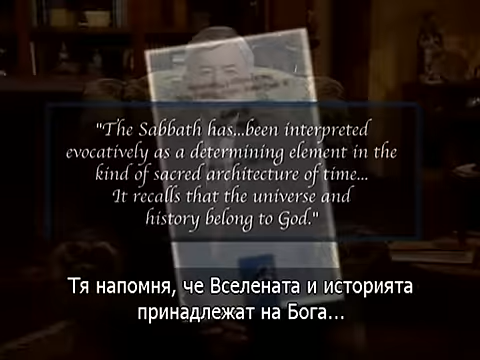 "The Sabbath has...been interpreted
evocatively as a determining element in the
kind of sacred architecture of time...
It recalls that the universe and
history belong to God."
Тя напомня, че Вселената и историята
принадлежат на Бога...